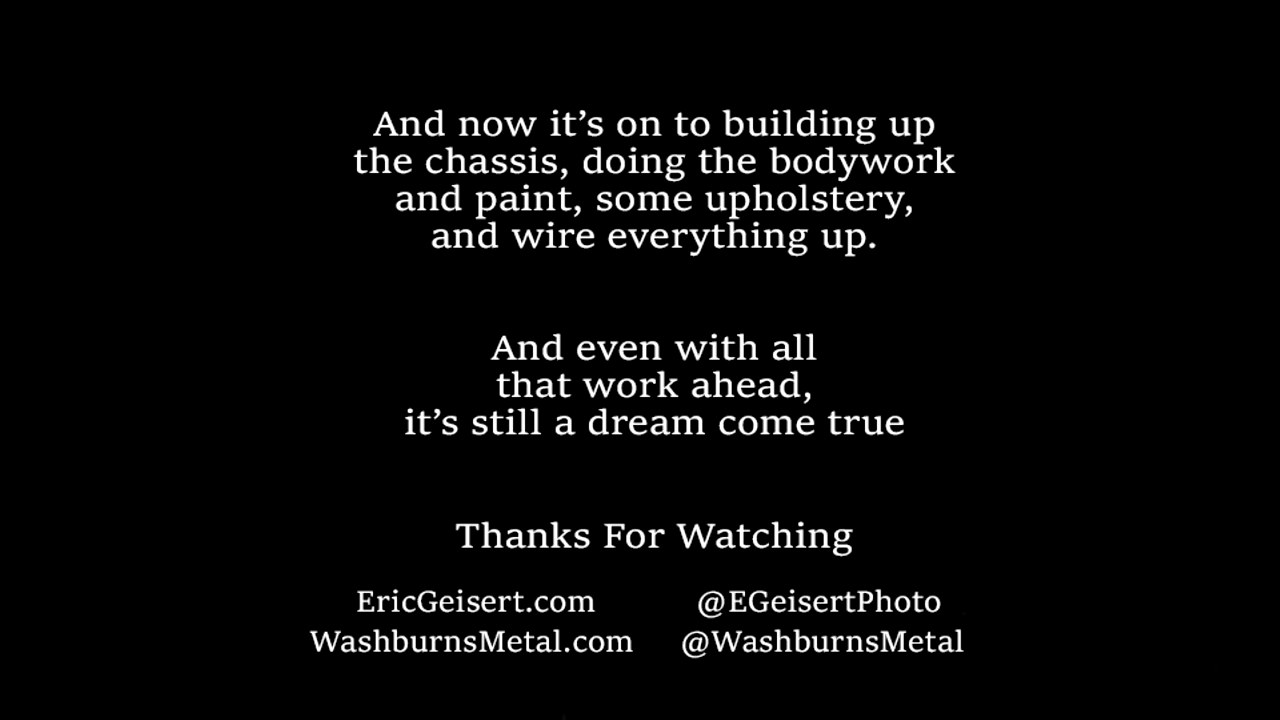 And now it’s on to building up
the chassis, doing the bodywork
and paint, some upholstery,
and wire everything up.
And even with all
that work ahead,
it’s still a dream come true
Thanks For Watching
EricGeisert.com @EGeisertPhoto
WashburnsMetal.com @WashburnsMetal